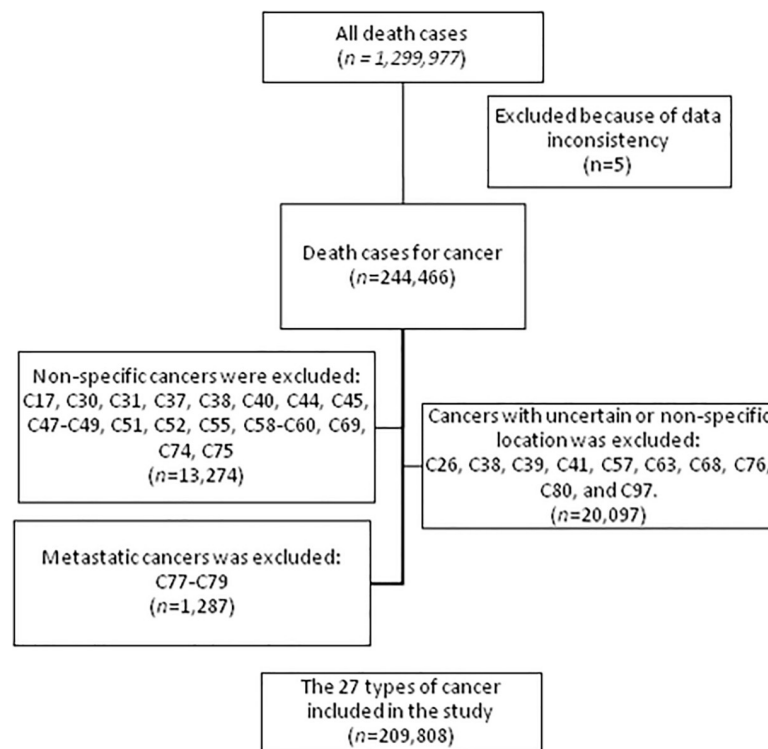 All death cases
(n = 1,299,977)
Excluded because of data
inconsistency
(n=5)
Death cases for cancer
(n=244,466)
Non-specific cancers were excluded:
C17, C30, C31, C37, C38, C40, C44, C45,
C47-C49, C51, C52, C55, C58-C60, C69,
C74, C75
(n=13,274)
Cancers with uncertain or non-specific
location was excluded:
C26, C38, C39, C41, C57, C63, C68, C76,
C80, and C97.
(n=20,097)
Metastatic cancers was excluded:
C77-C79
(n=1,287)
The 27 types of cancer
included in the study
(n=209,808)